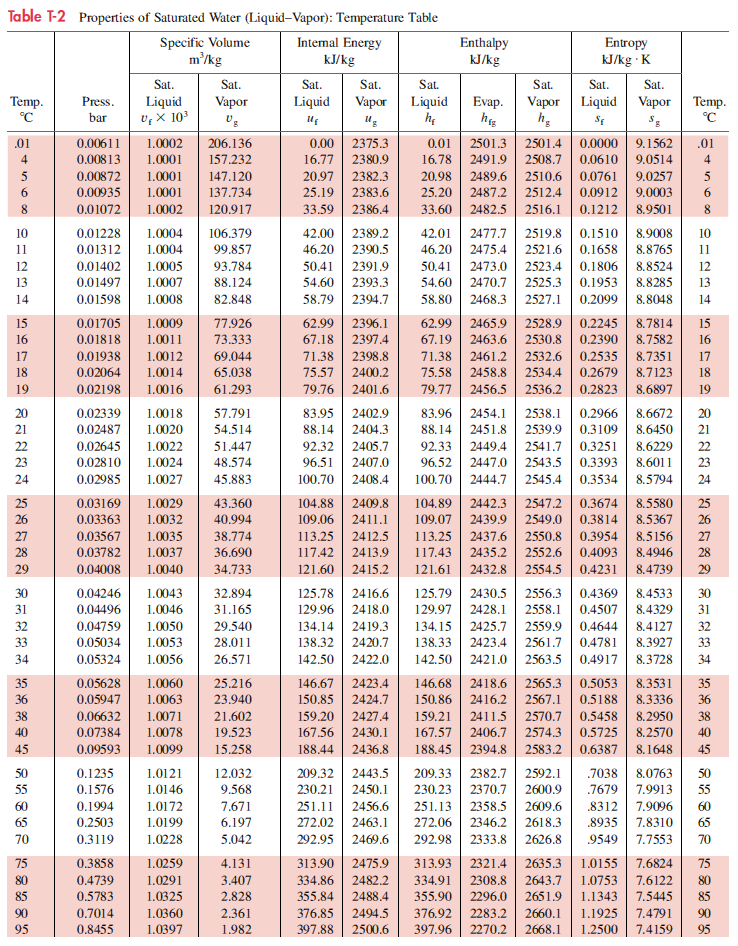 Table T-2 Properties of Saturated Water (Liquid–Vapor): Temperature Table
Specific Volume Internal Energy Enthalpy Entropy
m³/kg kJ/kg kJ/kg kJ/kg · K
Sat. Sat. Sat. Sat. Sat. Sat. Sat. Sat.
Temp. Press. Liquid Vapor Liquid Vapor Liquid Evap. Vapor Liquid Vapor Temp.
°C bar vf × 10³ vg uf ug hf hfg hg sf sg °C
.01 0.00611 1.0002 206.136 0.00 2375.3 0.01 2501.3 2501.4 0.0000 9.1562 .01
4 0.00813 1.0001 157.232 16.77 2380.9 16.78 2491.9 2508.7 0.0610 9.0514 4
5 0.00872 1.0001 147.120 20.97 2382.3 20.98 2489.6 2510.6 0.0761 9.0257 5
6 0.00935 1.0001 137.734 25.19 2383.6 25.20 2487.2 2512.4 0.0912 9.0003 6
8 0.01072 1.0002 120.917 33.59 2386.4 33.60 2482.5 2516.1 0.1212 8.9501 8
10 0.01228 1.0004 106.379 42.00 2389.2 42.01 2477.7 2519.8 0.1510 8.9008 10
11 0.01312 1.0004 99.857 46.20 2390.5 46.20 2475.4 2521.6 0.1658 8.8765 11
12 0.01402 1.0005 93.784 50.41 2391.9 50.41 2473.0 2523.4 0.1806 8.8524 12
13 0.01497 1.0007 88.124 54.60 2393.3 54.60 2470.7 2525.3 0.1953 8.8285 13
14 0.01598 1.0008 82.848 58.79 2394.7 58.80 2468.3 2527.1 0.2099 8.8048 14
15 0.01705 1.0009 77.926 62.99 2396.1 62.99 2465.9 2528.9 0.2245 8.7814 15
16 0.01818 1.0011 73.333 67.18 2397.4 67.19 2463.6 2530.8 0.2390 8.7582 16
17 0.01938 1.0012 69.044 71.38 2398.8 71.38 2461.2 2532.6 0.2535 8.7351 17
18 0.02064 1.0014 65.038 75.57 2400.2 75.58 2458.8 2534.4 0.2679 8.7123 18
19 0.02198 1.0016 61.293 79.76 2401.6 79.77 2456.5 2536.2 0.2823 8.6897 19
20 0.02339 1.0018 57.791 83.95 2402.9 83.96 2454.1 2538.1 0.2966 8.6672 20
21 0.02487 1.0020 54.514 88.14 2404.3 88.14 2451.8 2539.9 0.3109 8.6450 21
22 0.02645 1.0022 51.447 92.32 2405.7 92.33 2449.4 2541.7 0.3251 8.6229 22
23 0.02810 1.0024 48.574 96.51 2407.0 96.52 2447.0 2543.5 0.3393 8.6011 23
24 0.02985 1.0027 45.883 100.70 2408.4 100.70 2444.7 2545.4 0.3534 8.5794 24
25 0.03169 1.0029 43.360 104.88 2409.8 104.89 2442.3 2547.2 0.3674 8.5580 25
26 0.03363 1.0032 40.994 109.06 2411.1 109.07 2439.9 2549.0 0.3814 8.5367 26
27 0.03567 1.0035 38.774 113.25 2412.5 113.25 2437.6 2550.8 0.3954 8.5156 27
28 0.03782 1.0037 36.690 117.42 2413.9 117.43 2435.2 2552.6 0.4093 8.4946 28
29 0.04008 1.0040 34.733 121.60 2415.2 121.61 2432.8 2554.5 0.4231 8.4739 29
30 0.04246 1.0043 32.894 125.78 2416.6 125.79 2430.5 2556.3 0.4369 8.4533 30
31 0.04496 1.0046 31.165 129.96 2418.0 129.97 2428.1 2558.1 0.4507 8.4329 31
32 0.04759 1.0050 29.540 134.14 2419.3 134.15 2425.7 2559.9 0.4644 8.4127 32
33 0.05034 1.0053 28.011 138.32 2420.7 138.33 2423.4 2561.7 0.4781 8.3927 33
34 0.05324 1.0056 26.571 142.50 2422.0 142.50 2421.0 2563.5 0.4917 8.3728 34
35 0.05628 1.0060 25.216 146.67 2423.4 146.68 2418.6 2565.3 0.5053 8.3531 35
36 0.05947 1.0063 23.940 150.85 2424.7 150.86 2416.2 2567.1 0.5188 8.3336 36
38 0.06632 1.0071 21.602 159.20 2427.4 159.21 2411.5 2570.7 0.5458 8.2950 38
40 0.07384 1.0078 19.523 167.56 2430.1 167.57 2406.7 2574.3 0.5725 8.2570 40
45 0.09593 1.0099 15.258 188.44 2436.8 188.45 2394.8 2583.2 0.6387 8.1648 45
50 0.1235 1.0121 12.032 209.32 2443.5 209.33 2382.7 2592.1 .7038 8.0763 50
55 0.1576 1.0146 9.568 230.21 2450.1 230.23 2370.7 2600.9 .7679 7.9913 55
60 0.1994 1.0172 7.671 251.11 2456.6 251.13 2358.5 2609.6 .8312 7.9096 60
65 0.2503 1.0199 6.197 272.02 2463.1 272.06 2346.2 2618.3 .8935 7.8310 65
70 0.3119 1.0228 5.042 292.95 2469.6 292.98 2333.8 2626.8 .9549 7.7553 70
75 0.3858 1.0259 4.131 313.90 2475.9 313.93 2321.4 2635.3 1.0155 7.6824 75
80 0.4739 1.0291 3.407 334.86 2482.2 334.91 2308.8 2643.7 1.0753 7.6122 80
85 0.5783 1.0325 2.828 355.84 2488.4 355.90 2296.0 2651.9 1.1343 7.5445 85
90 0.7014 1.0360 2.361 376.85 2494.5 376.92 2283.2 2660.1 1.1925 7.4791 90
95 0.8455 1.0397 1.982 397.88 2500.6 397.96 2270.2 2668.1 1.2500 7.4159 95